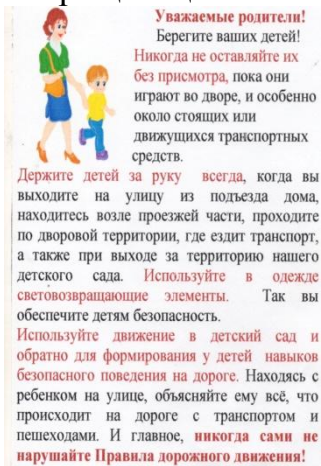 Уважаемые родители!
Берегите ваших детей!
Никогда не оставляйте их
без присмотра, пока они
играют во дворе, и особенно
около стоящих или
движущихся транспортных
средств.
Держите детей за руку всегда, когда вы
выходите на улицу из подъезда дома,
находитесь возле проезжей части, проходите
по дворовой территории, где ездит транспорт,
а также при выходе за территорию нашего
детского сада. Используйте в одежде
световозвращающие элементы. Так вы
обеспечите детям безопасность.
Используйте движение в детский сад и
обратно для формирования у детей навыков
безопасного поведения на дороге. Находясь с
ребенком на улице, объясняйте ему всё, что
происходит на дороге с транспортом и
пешеходами. И главное, никогда сами не
нарушайте Правила дорожного движения!